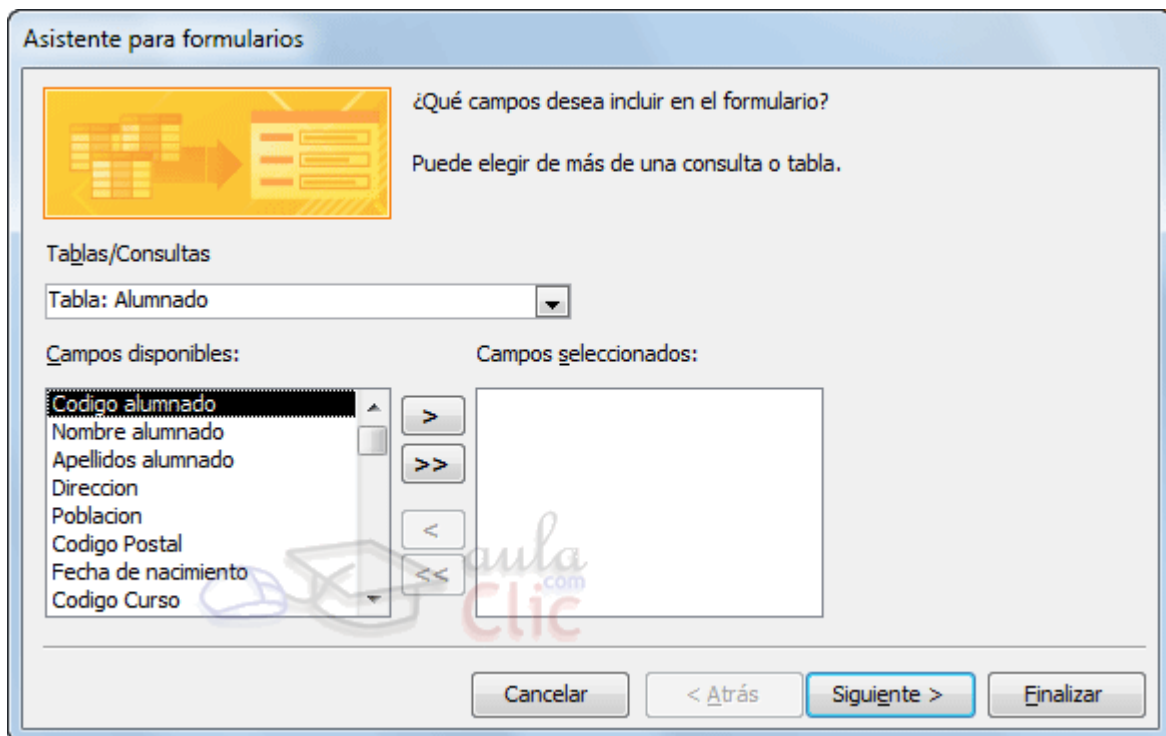 Asistente para formularios
¿Qué campos desea incluir en el formulario?
Puede elegir de más de una consulta o tabla.
Tablas/Consultas
Tabla: Alumnado
Campos disponibles:
Campos seleccionados:
Codigo alumnado
Nombre alumnado
Apellidos alumnado
Direccion
Poblacion
Codigo Postal
Fecha de nacimiento
Codigo Curso
>
>>
<
<<
aula
.com
Clic
Cancelar
< Atrás
Siguiente >
Finalizar